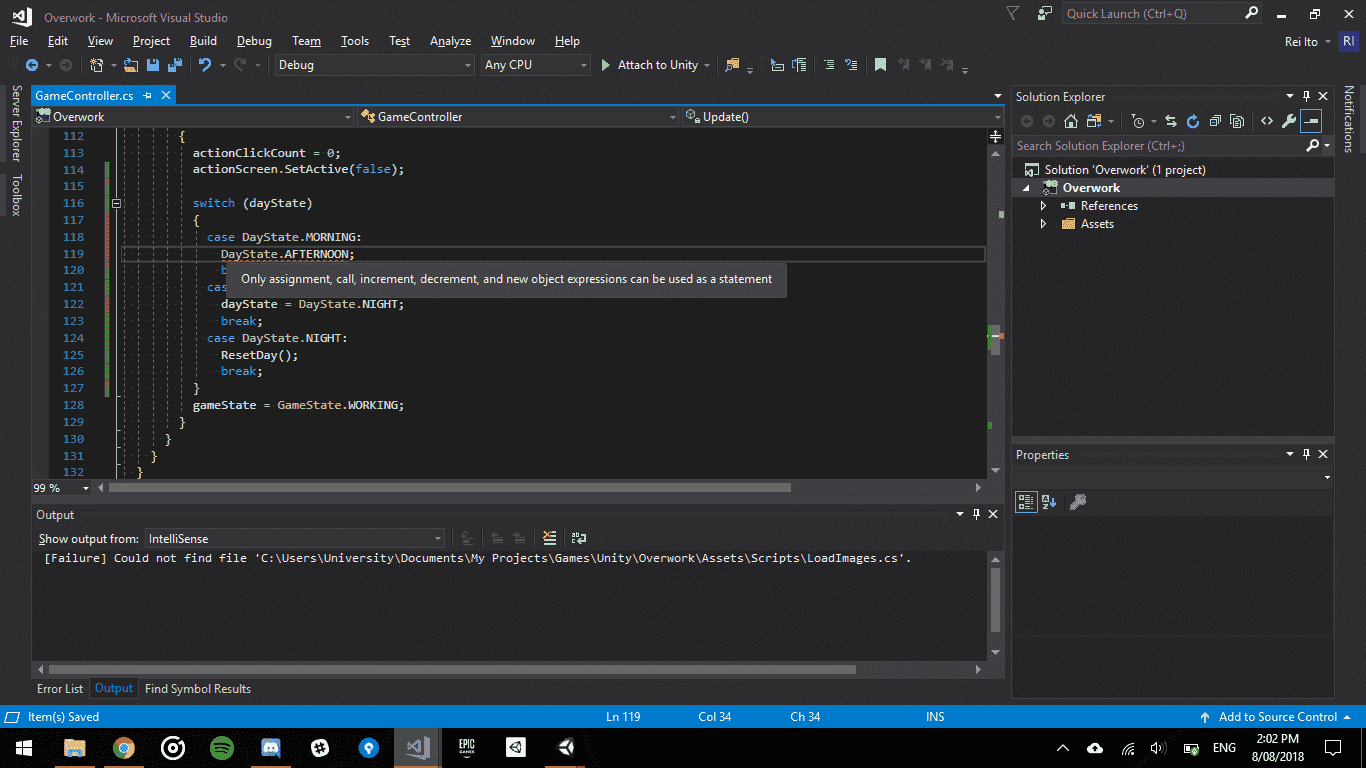 Overwork - Microsoft Visual Studio
Quick Launch (Ctrl+Q)
File Edit View Project Build Debug Team Tools Test Analyze Window Help
Rei Ito RI
Debug Any CPU Attach to Unity
Server Explorer
Toolbox
GameController.cs
Overwork GameController Update()
112 {
113 actionClickCount = 0;
114 actionScreen.SetActive(false);
115
116 switch (dayState)
117 {
118 case DayState.MORNING:
119 DayState.AFTERNOON;
120
Only assignment, call, increment, decrement, and new object expressions can be used as a statement
121 cas
122 dayState = DayState.NIGHT;
123 break;
124 case DayState.NIGHT:
125 ResetDay();
126 break;
127 }
128 gameState = GameState.WORKING;
129 }
130 }
131 }
132 }
99 %
Output
Show output from: IntelliSense
[Failure] Could not find file 'C:\Users\University\Documents\My Projects\Games\Unity\Overwork\Assets\Scripts\LoadImages.cs'.
Error List Output Find Symbol Results
Solution Explorer
Search Solution Explorer (Ctrl+;)
Solution 'Overwork' (1 project)
Overwork
References
Assets
Properties
Notifications
Item(s) Saved Ln 119 Col 34 Ch 34 INS Add to Source Control
EPIC GAMES
ENG
2:02 PM
8/08/2018